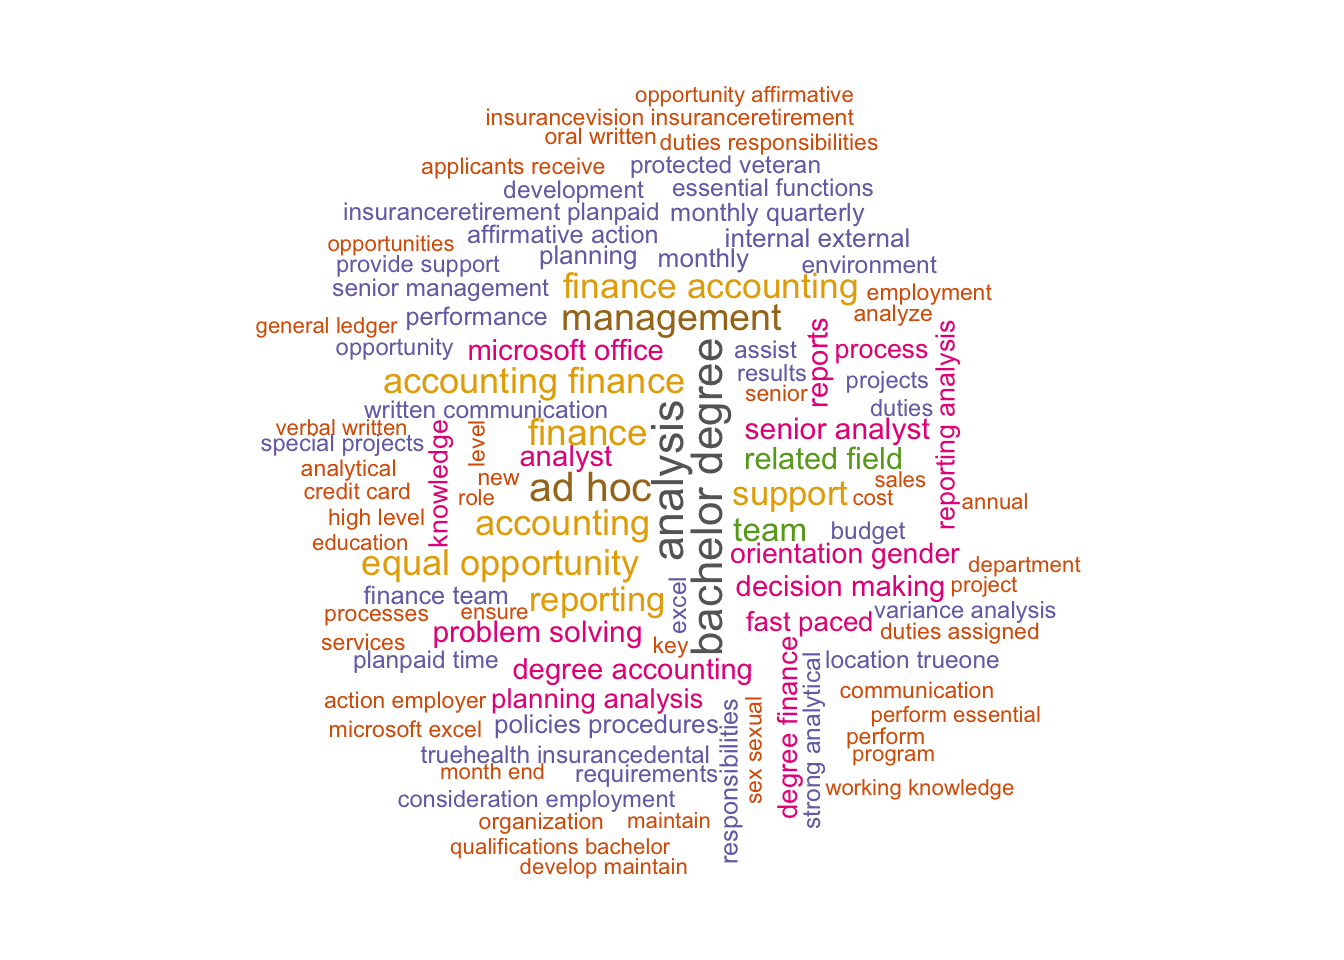 opportunity affirmative
insurancevision insuranceretirement
oral written
duties responsibilities
applicants receive
protected veteran
development
essential functions
insuranceretirement planpaid
monthly quarterly
opportunities
affirmative action
internal external
provide support
planning
monthly
environment
senior management
finance accounting
employment
general ledger
performance
management
analyze
opportunity
microsoft office
assist
reports
process
reporting analysis
accounting finance
results
projects
senior
written communication
duties
verbal written
special projects
knowledge
level
finance
analysis
bachelor degree
senior analyst
analytical
analyst
related field
credit card
new
role
ad hoc
support
sales
cost
annual
high level
accounting
team
budget
education
equal opportunity
orientation gender
department
finance team
reporting
excel
decision making
project
processes
ensure
fast paced
variance analysis
services
problem solving
key
duties assigned
planpaid time
degree accounting
degree finance
strong analytical
location trueone
action employer
planning analysis
communication
microsoft excel
policies procedures
responsibilities
sex sexual
perform essential
perform
truehealth insurancedental
program
month end
requirements
working knowledge
consideration employment
organization
maintain
qualifications bachelor
develop maintain